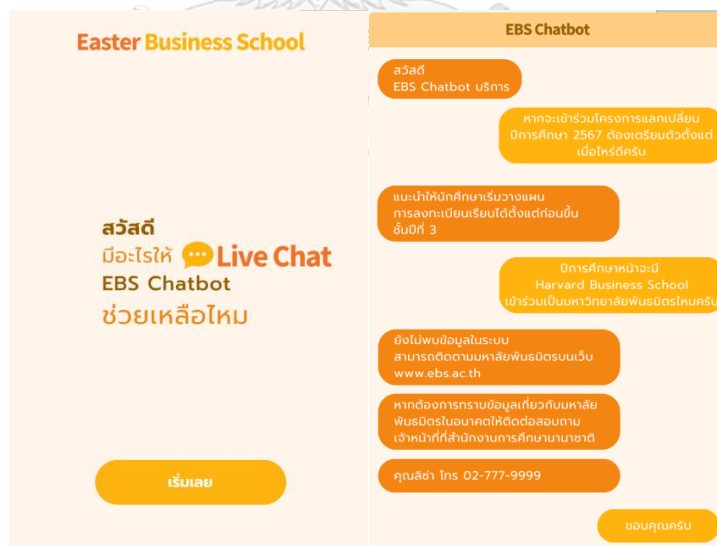 Easter Business School
สวัสดี
มีอะไรให้ Live Chat
EBS Chatbot
ช่วยเหลือไหม
เริ่มเลย
EBS Chatbot
สวัสดี
EBS Chatbot บริการ
หากจะเข้าร่วมโครงการแลกเปลี่ยน
ปีการศึกษา 2567 ต้องเตรียมตัวตั้งแต่
เมื่อไหร่ดีครับ
แนะนำให้นักศึกษาเริ่มวางแผน
การลงทะเบียนเรียนได้ตั้งแต่ก่อนขึ้น
ชั้นปีที่ 3
ปีการศึกษาหน้าจะมี
Harvard Business School
เข้าร่วมเป็นมหาวิทยาลัยพันธมิตรไหมครับ
ยังไม่พบข้อมูลในระบบ
สามารถติดตามมหาลัยพันธมิตรบนเว็บ
www.ebs.ac.th
หากต้องการทราบข้อมูลเกี่ยวกับมหาลัย
พันธมิตรในอนาคตให้ติดต่อสอบถาม
เจ้าหน้าที่ที่สำนักงานการศึกษานานาชาติ
คุณลิซ่า โทร 02-777-9999
ขอบคุณครับ